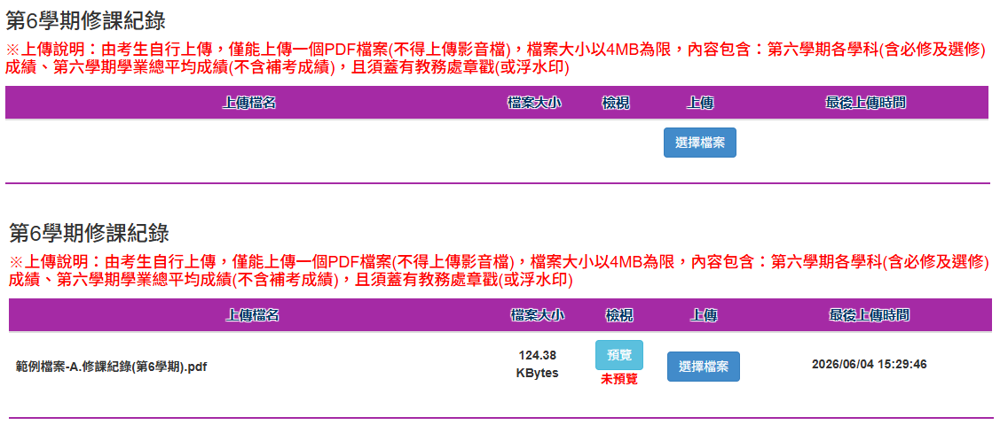 第6學期修課紀錄
※上傳說明：由考生自行上傳，僅能上傳一個PDF檔案(不得上傳影音檔)，檔案大小以4MB為限，內容包含：第六學期各學科(含必修及選修)
成績、第六學期學業總平均成績(不含補考成績)，且須蓋有教務處章戳(或浮水印)
上傳檔名 檔案大小 檢視 上傳 最後上傳時間
選擇檔案
第6學期修課紀錄
※上傳說明：由考生自行上傳，僅能上傳一個PDF檔案(不得上傳影音檔)，檔案大小以4MB為限，內容包含：第六學期各學科(含必修及選修)
成績、第六學期學業總平均成績(不含補考成績)，且須蓋有教務處章戳(或浮水印)
上傳檔名 檔案大小 檢視 上傳 最後上傳時間
範例檔案-A.修課紀錄(第6學期).pdf
124.38
KBytes
預覽
未預覽
選擇檔案
2026/06/04 15:29:46